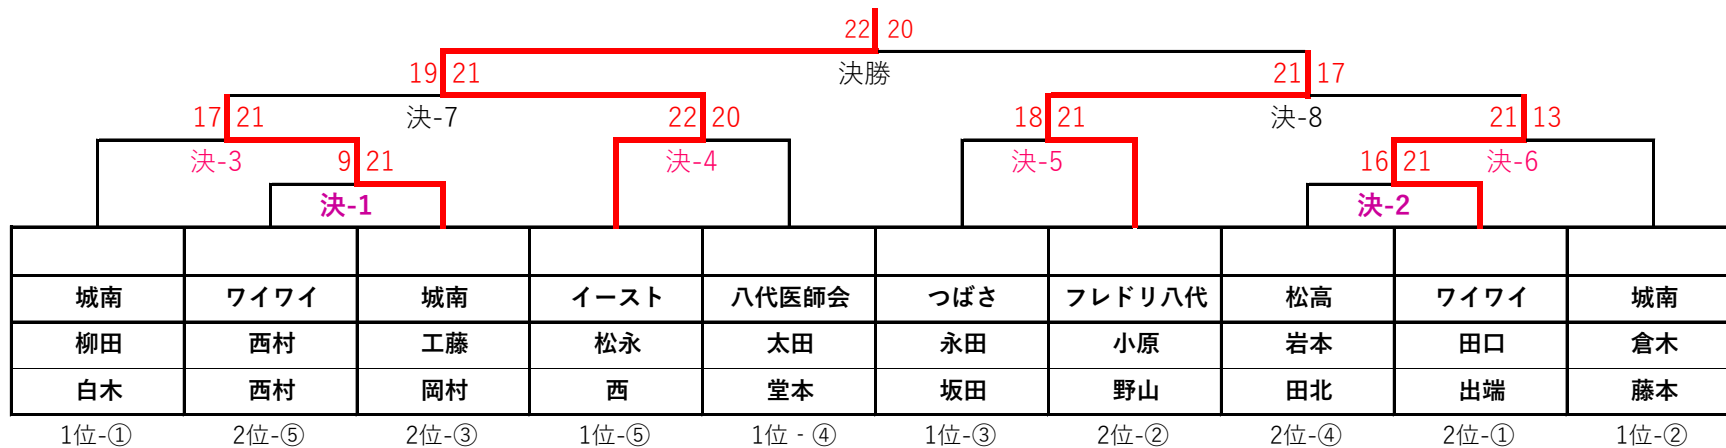 22 20
決勝
19 21 21 17
決-7 決-8
17 21 22 20 18 21 21 13
決-3 9 21 決-4 決-5 16 21 決-6
決-1 決-2
城南 ワイワイ 城南 イースト 八代医師会 つばさ フレドリ八代 松高 ワイワイ 城南
柳田 西村 工藤 松永 太田 永田 小原 岩本 田口 倉木
白木 西村 岡村 西 堂本 坂田 野山 田北 出端 藤本
1位-① 2位-⑤ 2位-③ 1位-⑤ 1位 - ④ 1位-③ 2位-② 2位-④ 2位-① 1位-②